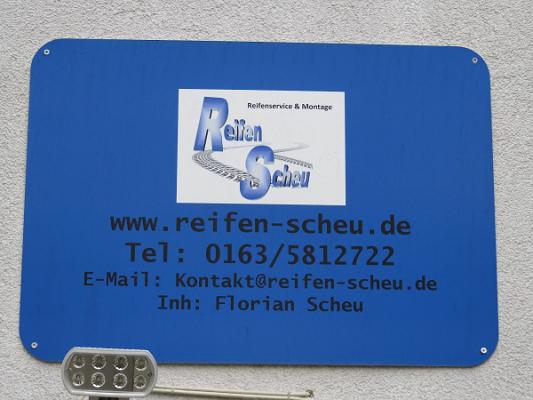 Reifenservice & Montage
Reifen
Scheu
www.reifen-scheu.de
Tel: 0163/5812722
E-Mail: Kontakt@reifen-scheu.de
Inh: Florian Scheu